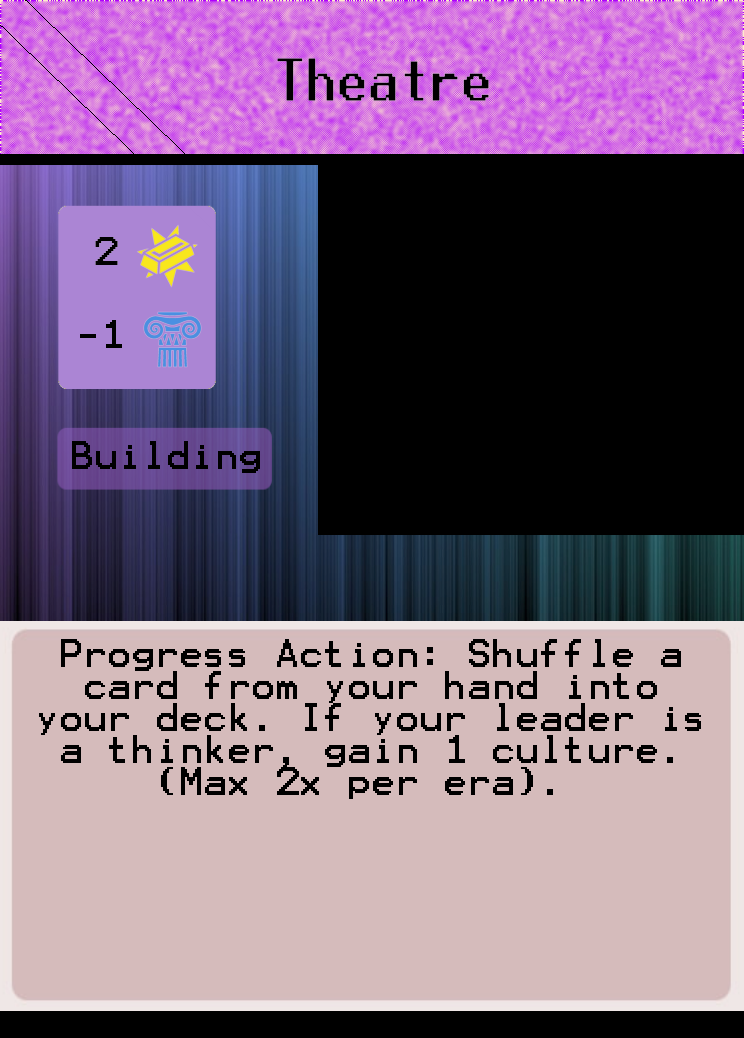 Theatre
2
-1
Building
Progress Action: Shuffle a
card from your hand into
your deck. If your leader is
a thinker, gain 1 culture.
(Max 2x per era).